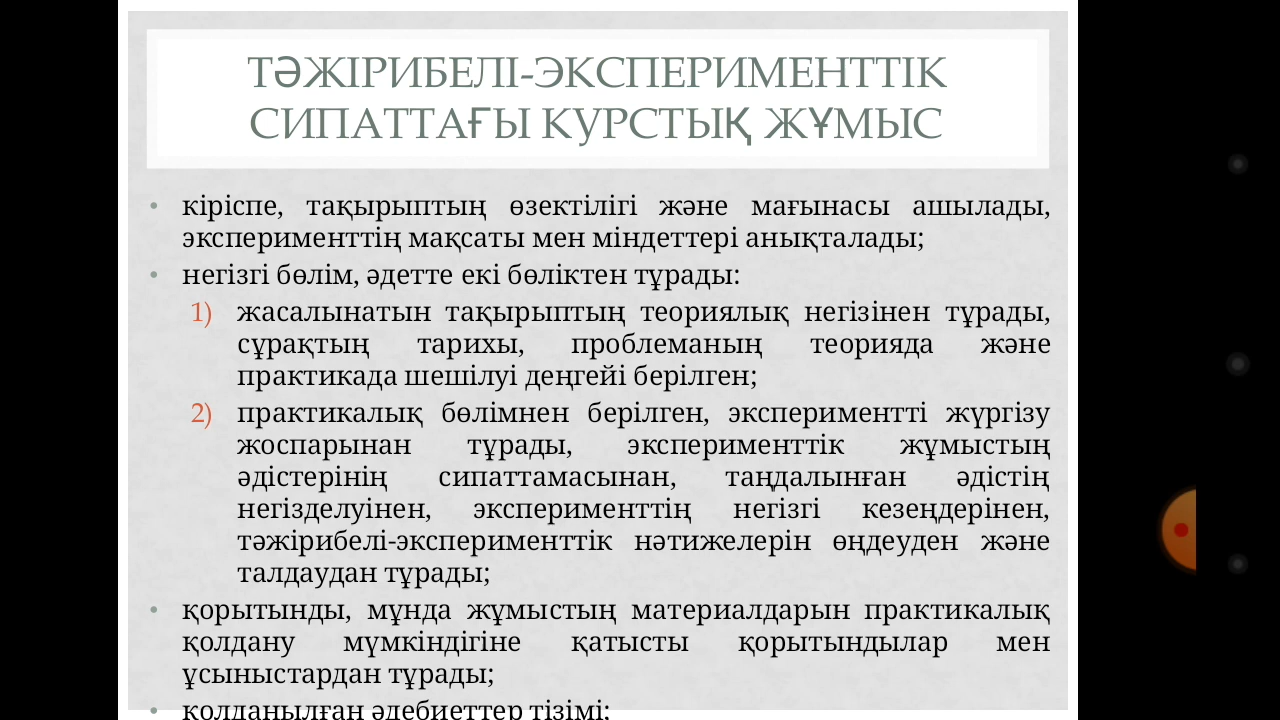 ТӘЖІРИБЕЛІ-ЭКСПЕРИМЕНТТІК
СИПАТТАҒЫ КУРСТЫҚ ЖҰМЫС
• кіріспе, тақырыптың өзектілігі және мағынасы ашылады,
эксперименттің мақсаты мен міндеттері анықталады;
• негізгі бөлім, әдетте екі бөліктен тұрады:
1) жасалынатын тақырыптың теориялық негізінен тұрады,
сұрақтың тарихы, проблеманың теорияда және
практикада шешілуі деңгейі берілген;
2) практикалық бөлімнен берілген, экспериментті жүргізу
жоспарынан тұрады, эксперименттік жұмыстың
әдістерінің сипаттамасынан, таңдалынған әдістің
негізделуінен, эксперименттің негізгі кезеңдерінен,
тәжірибелі-эксперименттік нәтижелерін өңдеуден және
талдаудан тұрады;
• қорытынды, мұнда жұмыстың материалдарын практикалық
қолдану мүмкіндігіне қатысты қорытындылар мен
ұсыныстардан тұрады;
• қолданылған әдебиеттер тізімі;